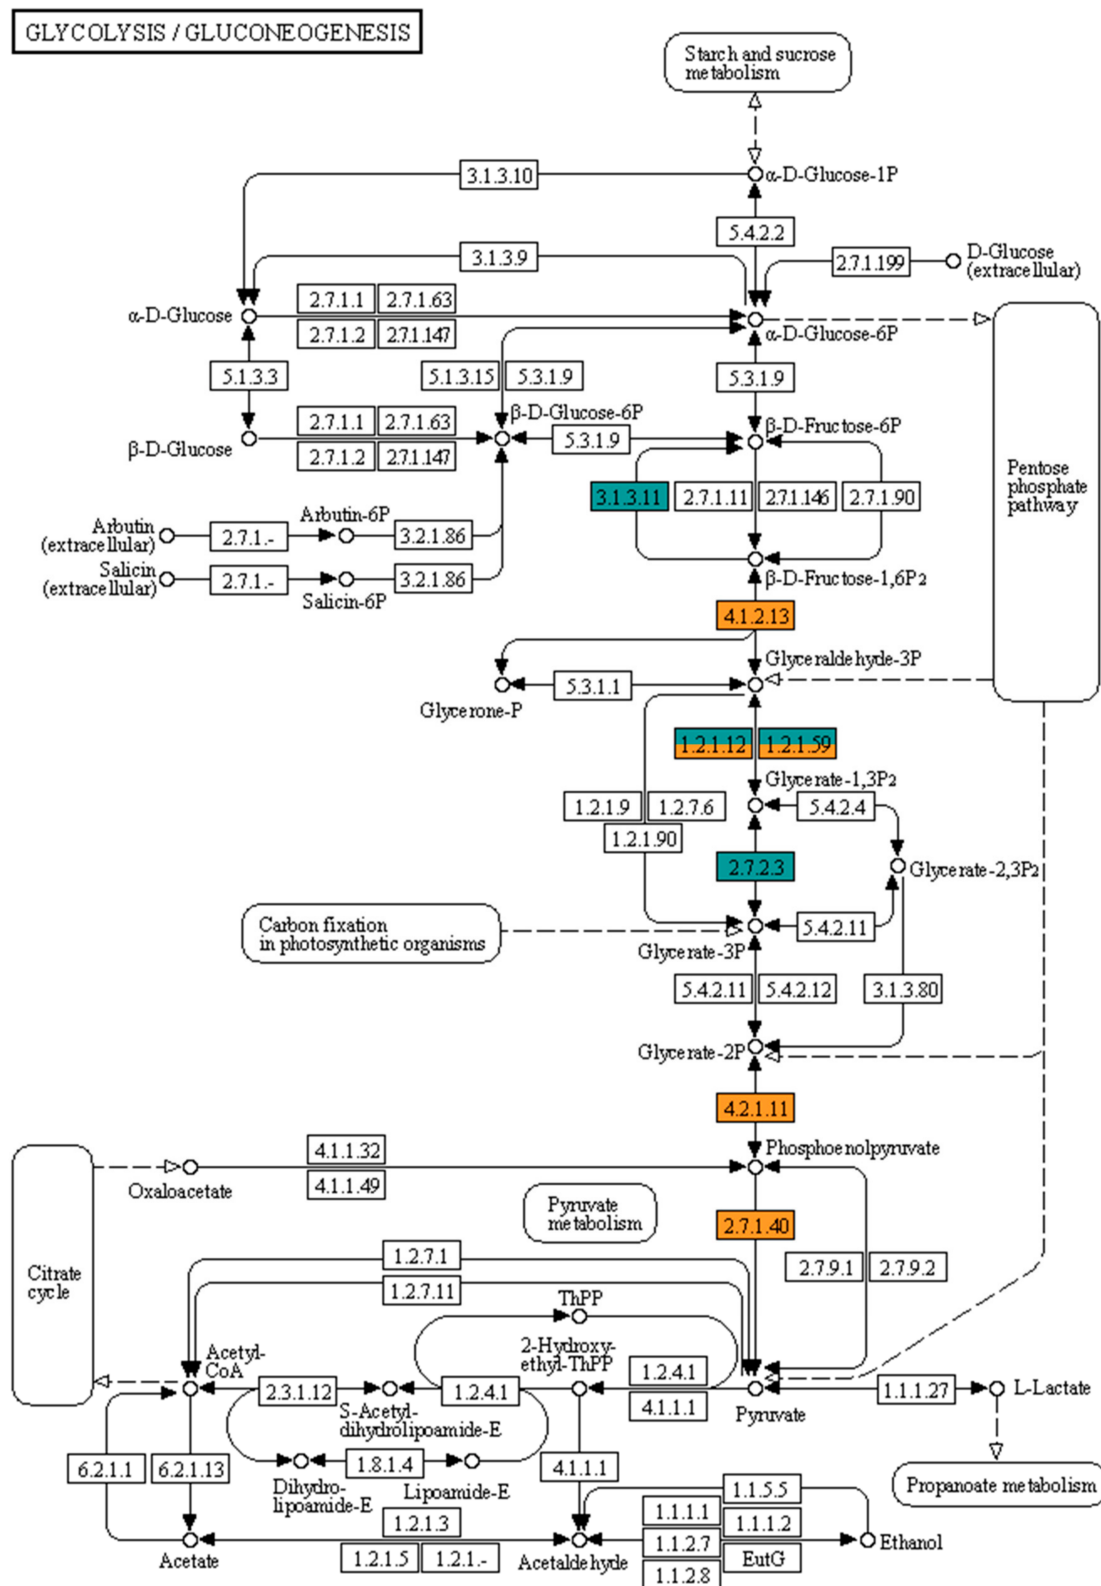 GLYCOLYSIS / GLUCONEOGENESIS
Starch and sucrose
metabolism
3.1.3.10
α-D-Glucose-1P
5.4.2.2
3.1.3.9
2.7.1.199
D-Glucose
(extracellular)
2.7.1.1
2.7.1.63
α-D-Glucose
2.7.1.2
2.7.1.147
α-D-Glucose-6P
5.1.3.3
5.1.3.15
5.3.1.9
5.3.1.9
2.7.1.1
2.7.1.63
β-D-Glucose-6P
β-D-Fructose-6P
β-D-Glucose
2.7.1.2
2.7.1.147
5.3.1.9
Pentose
phosphate
pathway
3.1.3.11
2.7.1.11
2.7.1.146
2.7.1.90
Arbutin
(extracellular)
2.7.1.-
Arbutin-6P
3.2.1.86
Salicin
(extracellular)
2.7.1.-
Salicin-6P
3.2.1.86
β-D-Fructose-1,6P2
4.1.2.13
Glyceraldehyde-3P
5.3.1.1
Glycerone-P
1.2.1.12
1.2.1.59
Glycerate-1,3P2
1.2.1.9
1.2.7.6
5.4.2.4
1.2.1.90
2.7.2.3
Glycerate-2,3P2
Carbon fixation
in photosynthetic organisms
5.4.2.11
Glycerate-3P
5.4.2.11
5.4.2.12
3.1.3.80
Glycerate-2P
4.2.1.11
4.1.1.32
Phosphoenolpyruvate
Oxaloacetate
4.1.1.49
Pyruvate
metabolism
2.7.1.40
1.2.7.1
2.7.9.1
2.7.9.2
Citrate
cycle
1.2.7.11
ThPP
Acetyl-
CoA
2-Hydroxy-
ethyl-ThPP
1.2.4.1
2.3.1.12
1.2.4.1
1.1.1.27
L-Lactate
S-Acetyl-
dihydrolipoamide-E
4.1.1.1
Pyruvate
6.2.1.1
6.2.1.13
1.8.1.4
4.1.1.1
Dihydro-
lipoamide-E
Lipoamide-E
Propanoate metabolism
1.1.5.5
1.2.1.3
1.1.1.1
1.1.1.2
Acetate
1.1.2.7
Ethanol
1.2.1.5
1.2.1.-
Acetaldehyde
EutG
1.1.2.8